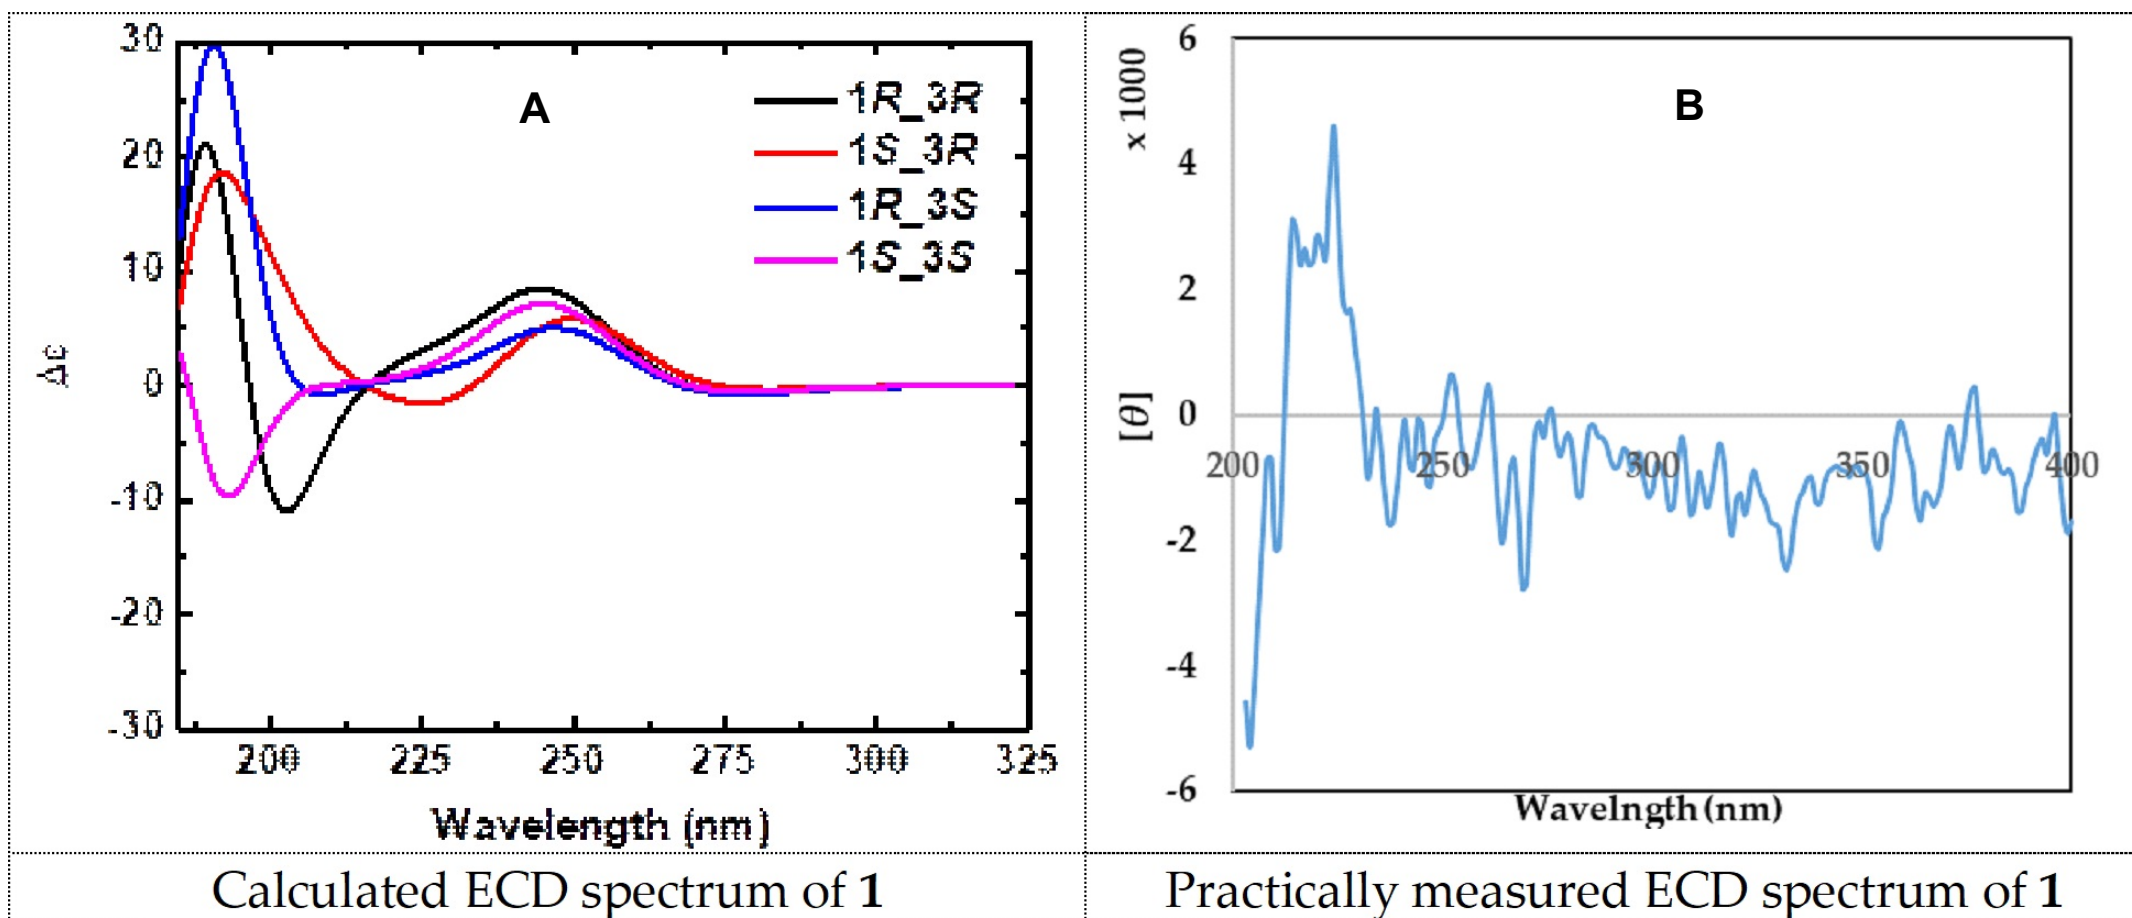 30
20
10
0
-10
-20
-30
Δε
A
1R_3R
1S_3R
1R_3S
1S_3S
200 225 250 275 300 325
Wavelength (nm)
Calculated ECD spectrum of 1
x 1000
[θ]
B
6
4
2
0
-2
-4
-6
200 250 300 350 400
Wavelngth (nm)
Practically measured ECD spectrum of 1